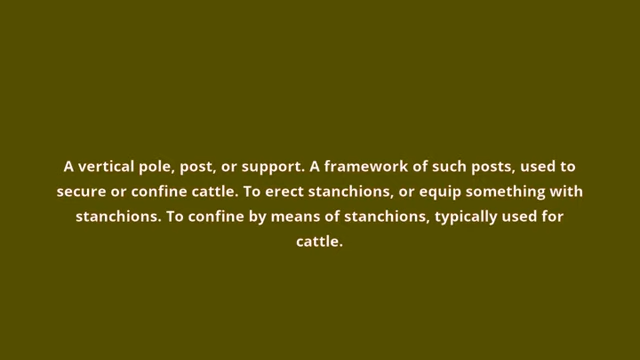 A vertical pole, post, or support. A framework of such posts, used to
secure or confine cattle. To erect stanchions, or equip something with
stanchions. To confine by means of stanchions, typically used for
cattle.